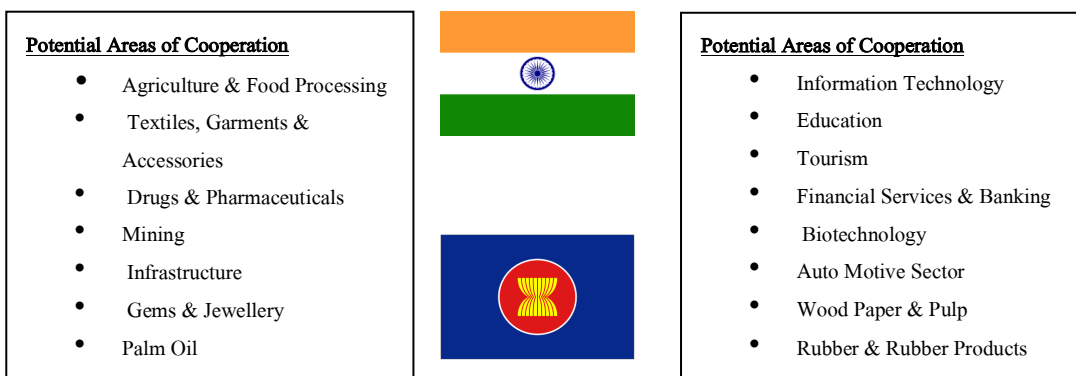 Potential Areas of Cooperation
• Agriculture & Food Processing
• Textiles, Garments &
Accessories
• Drugs & Pharmaceuticals
• Mining
• Infrastructure
• Gems & Jewellery
• Palm Oil
Potential Areas of Cooperation
• Information Technology
• Education
• Tourism
• Financial Services & Banking
• Biotechnology
• Auto Motive Sector
• Wood Paper & Pulp
• Rubber & Rubber Products